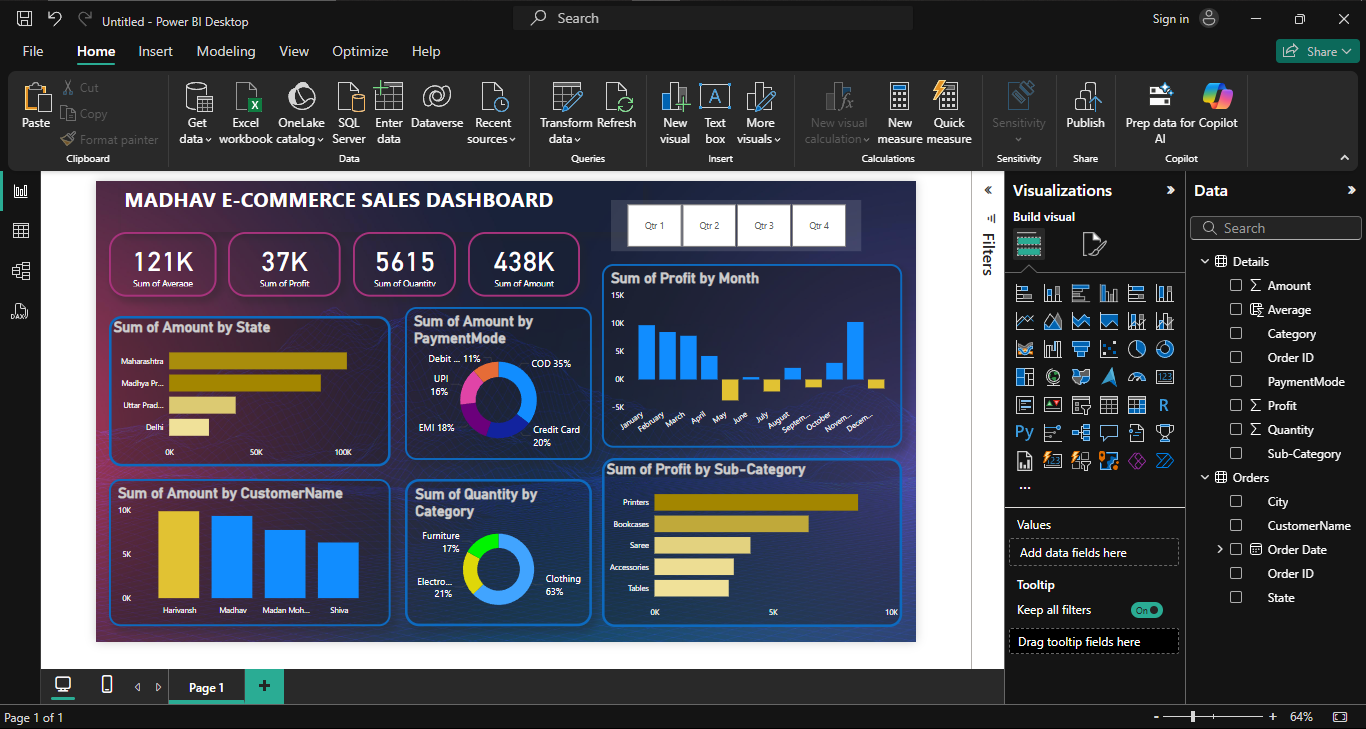 Untitled - Power BI Desktop
Search
Sign in
File Home Insert Modeling View Optimize Help
Share
Paste
Cut
Copy
Format painter
Clipboard
Get data
Excel workbook
OneLake catalog
SQL Server
Enter data
Dataverse
Recent sources
Data
Transform data
Refresh
Queries
New visual
Text box
More visuals
Insert
New visual calculation
New measure
Quick measure
Calculations
Sensitivity
Sensitivity
Publish
Share
Prep data for AI
Copilot
Copilot
MADHAV E-COMMERCE SALES DASHBOARD
Qtr 1 Qtr 2 Qtr 3 Qtr 4
121K
Sum of Average
37K
Sum of Profit
5615
Sum of Quantity
438K
Sum of Amount
Sum of Amount by State
Maharashtra
Madhya Pr...
Uttar Prad...
Delhi
0K 50K 100K
Sum of Amount by
PaymentMode
Debit ... 11%
COD 35%
UPI
16%
EMI 18%
Credit Card
20%
Sum of Profit by Month
15K
10K
5K
0K
-5K
January February March April May June July August Septem... October Novem... Decem...
Sum of Amount by CustomerName
10K
5K
0K
Harivansh Madhav Madan Moh... Shiva
Sum of Quantity by
Category
Furniture
17%
Electro...
21%
Clothing
63%
Sum of Profit by Sub-Category
Printers
Bookcases
Saree
Accessories
Tables
0K 5K 10K
Filters
Visualizations
Build visual
R
Py
123
...
Values
Add data fields here
Tooltip
Keep all filters
On
Drag tooltip fields here
Data
Search
Details
Amount
Average
Category
Order ID
PaymentMode
Profit
Quantity
Sub-Category
Orders
City
CustomerName
Order Date
Order ID
State
DAX
Page 1
Page 1 of 1
- + 64%